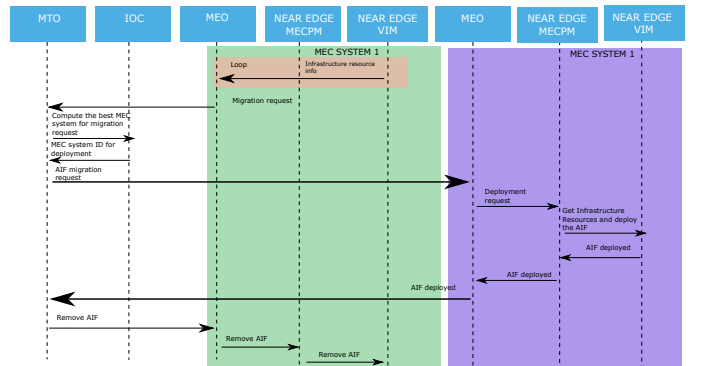 MTO
IOC
MEO
NEAR EDGE
MECPM
NEAR EDGE
VIM
MEO
NEAR EDGE
MECPM
NEAR EDGE
VIM
MEC SYSTEM 1
MEC SYSTEM 1
Loop
Infrastructure resource
info
Migration request
Compute the best MEC
system for migration
request
MEC system ID for
deployment
AIF migration
request
Deployment
request
Get Infrastructure
Resources and deploy
the AIF
AIF deployed
AIF deployed
AIF deployed
Remove AIF
Remove AIF
Remove AIF